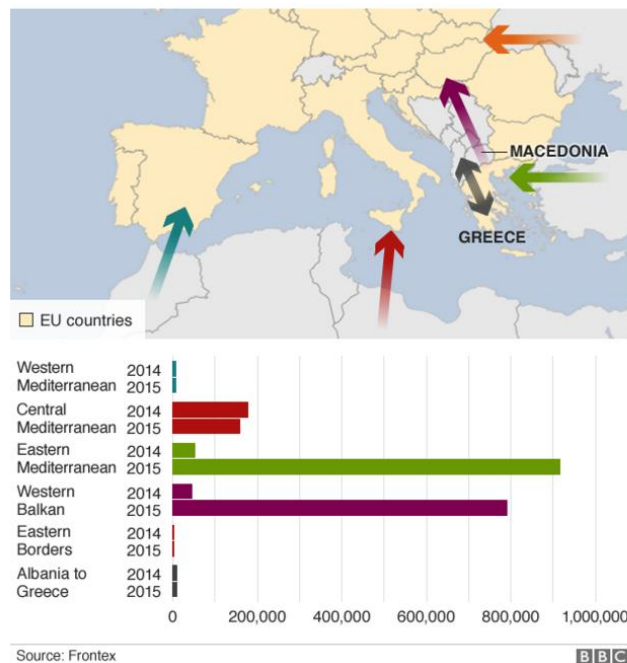 MACEDONIA
GREECE
EU countries
Western 2014
Mediterranean 2015
Central 2014
Mediterranean 2015
Eastern 2014
Mediterranean 2015
Western 2014
Balkan 2015
Eastern 2014
Borders 2015
Albania to 2014
Greece 2015
0 200,000 400,000 600,000 800,000 1,000,000
Source: Frontex BBC